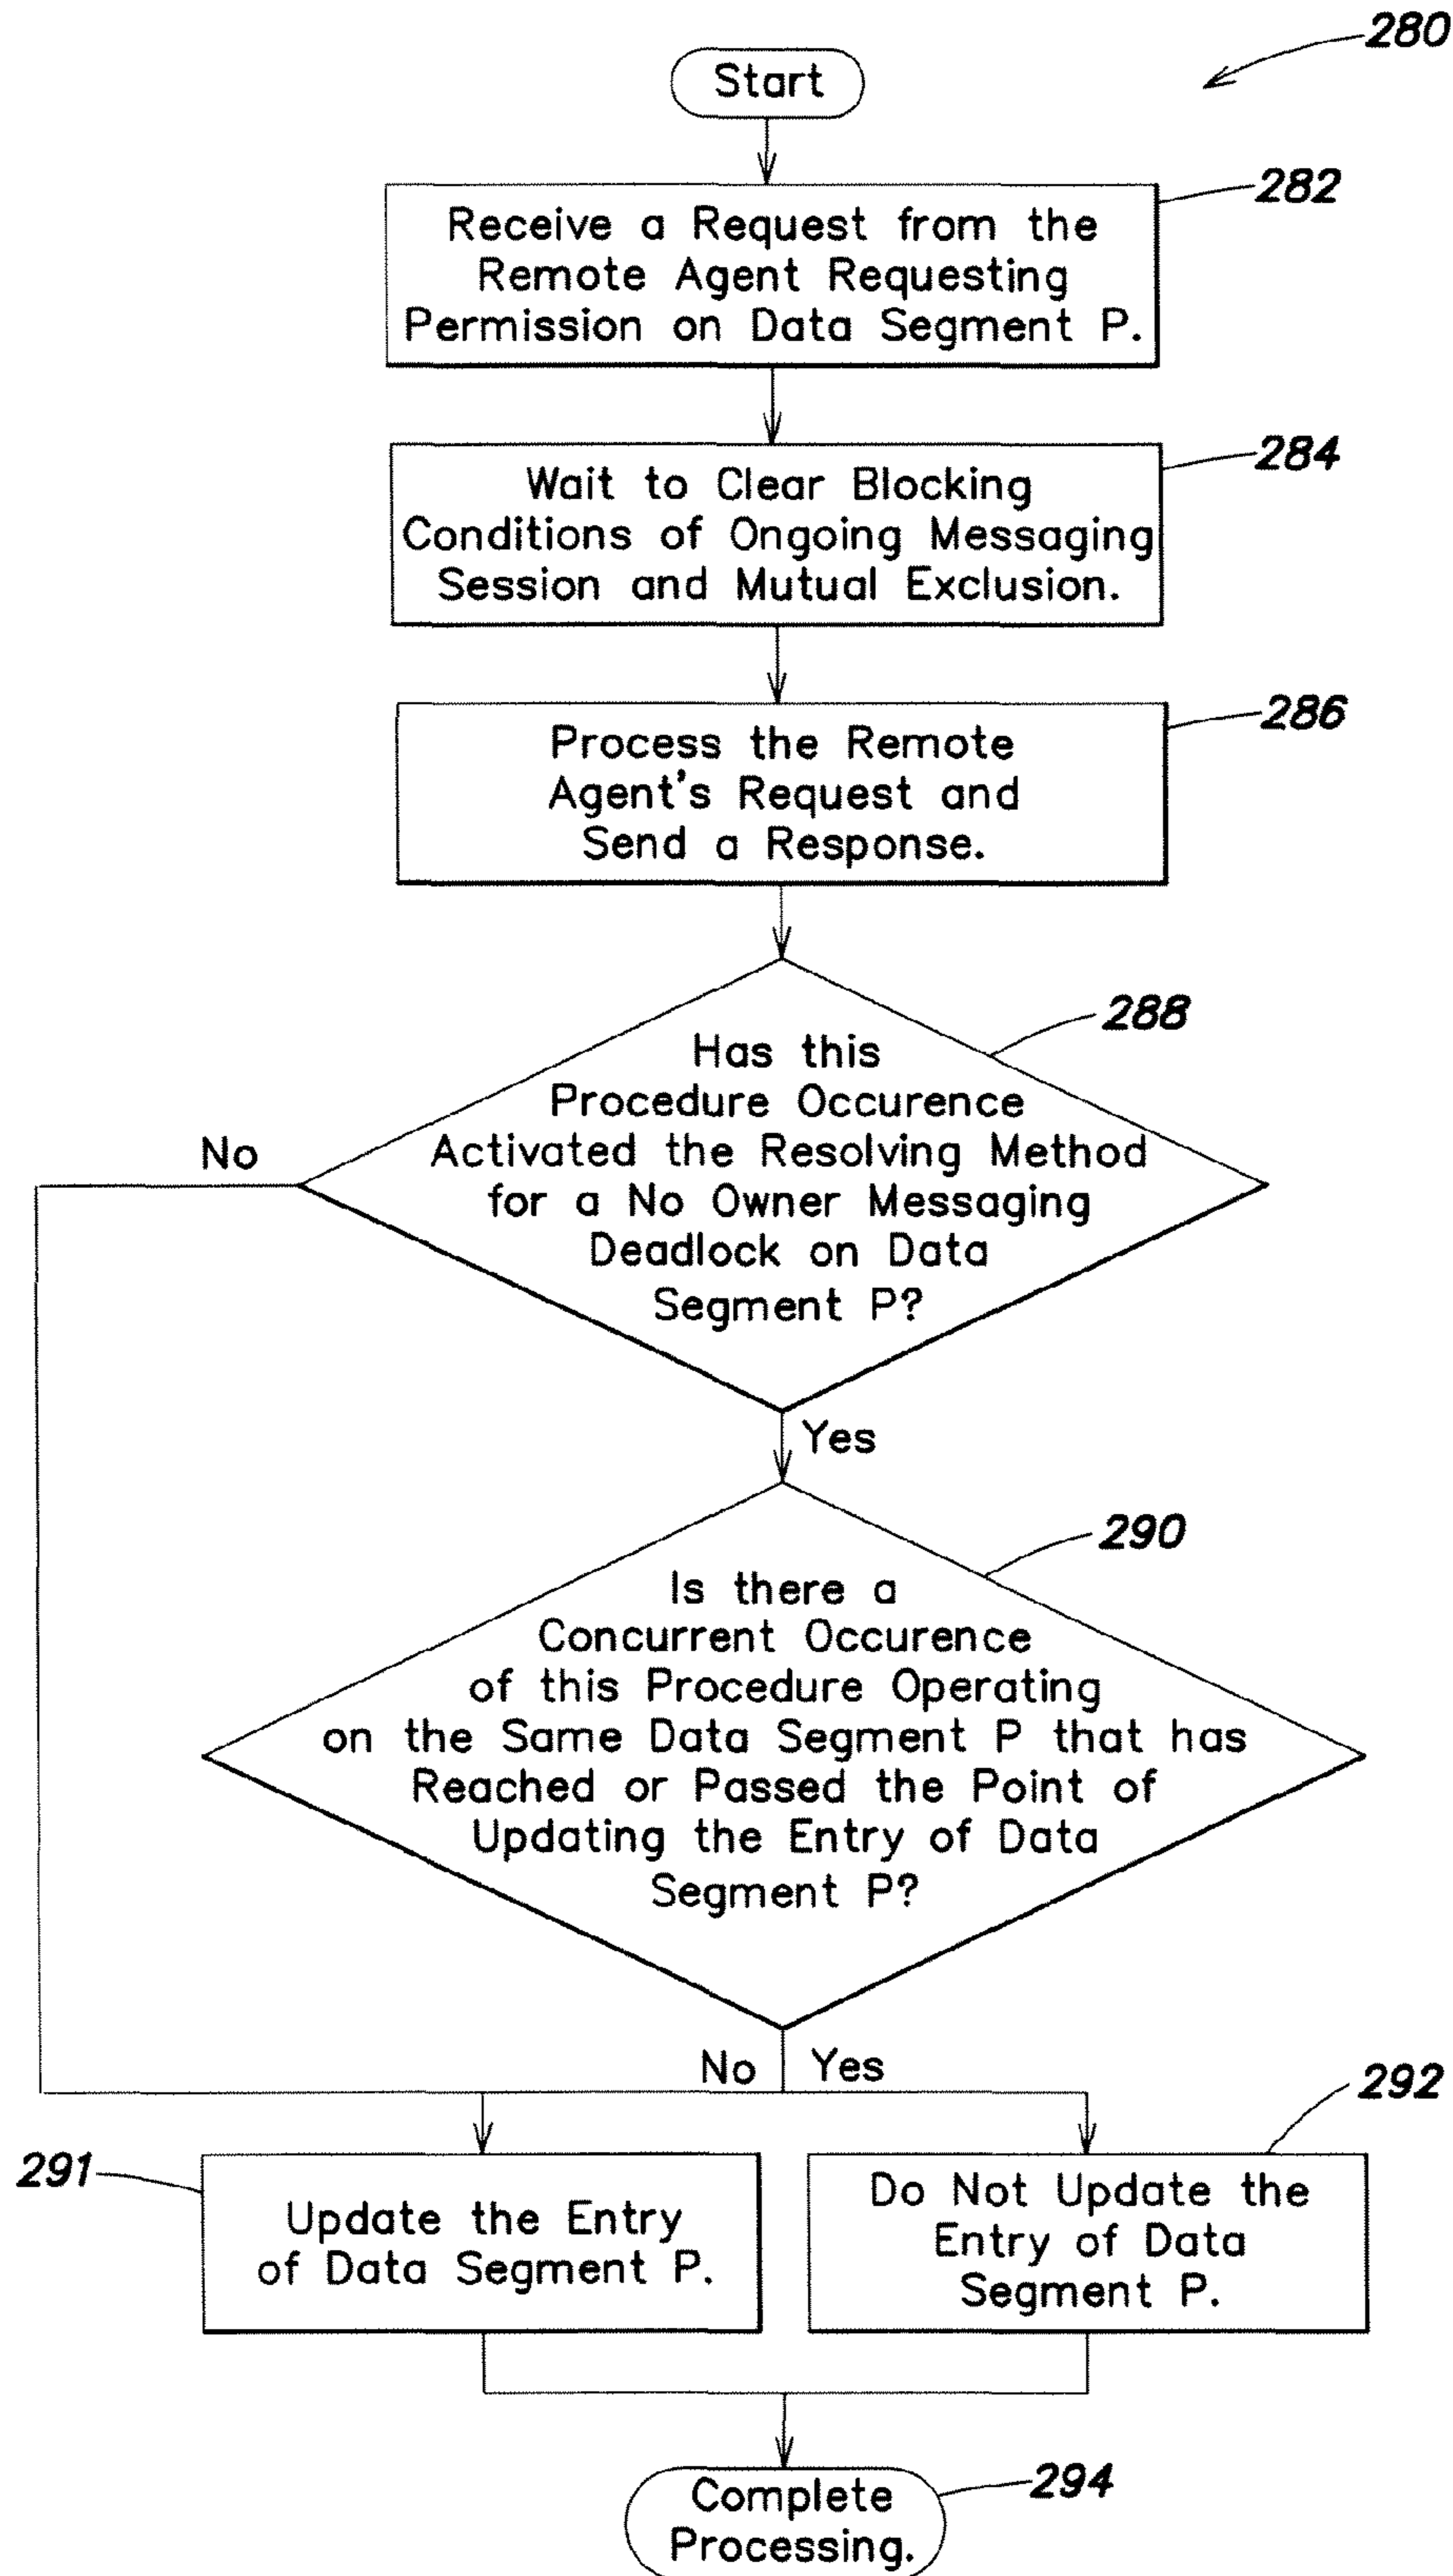 280
Start
282
Receive a Request from the
Remote Agent Requesting
Permission on Data Segment P.
284
Wait to Clear Blocking
Conditions of Ongoing Messaging
Session and Mutual Exclusion.
286
Process the Remote
Agent's Request and
Send a Response.
288
Has this
Procedure Occurence
Activated the Resolving Method
for a No Owner Messaging
Deadlock on Data
Segment P?
No
Yes
290
Is there a
Concurrent Occurence
of this Procedure Operating
on the Same Data Segment P that has
Reached or Passed the Point of
Updating the Entry of Data
Segment P?
No
Yes
291
Update the Entry
of Data Segment P.
292
Do Not Update the
Entry of Data
Segment P.
294
Complete
Processing.